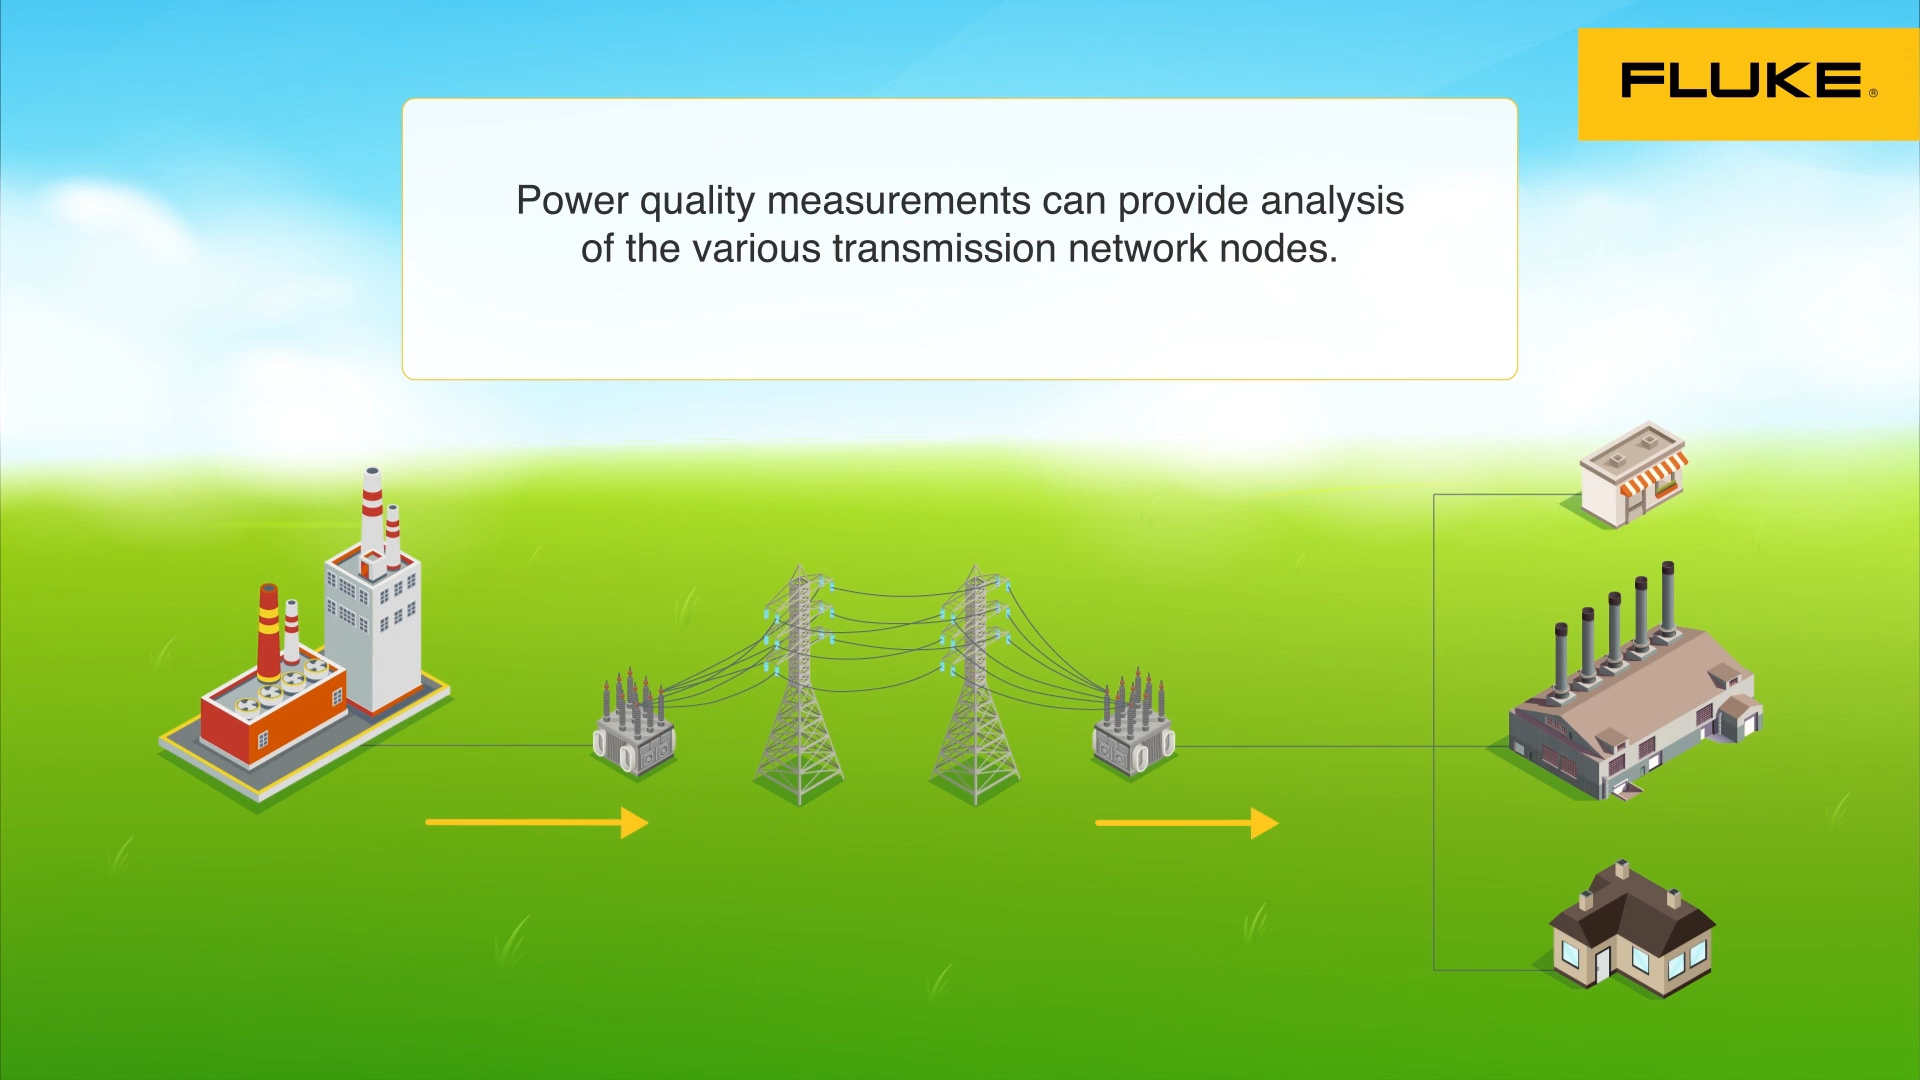 FLUKE®
Power quality measurements can provide analysis
of the various transmission network nodes.